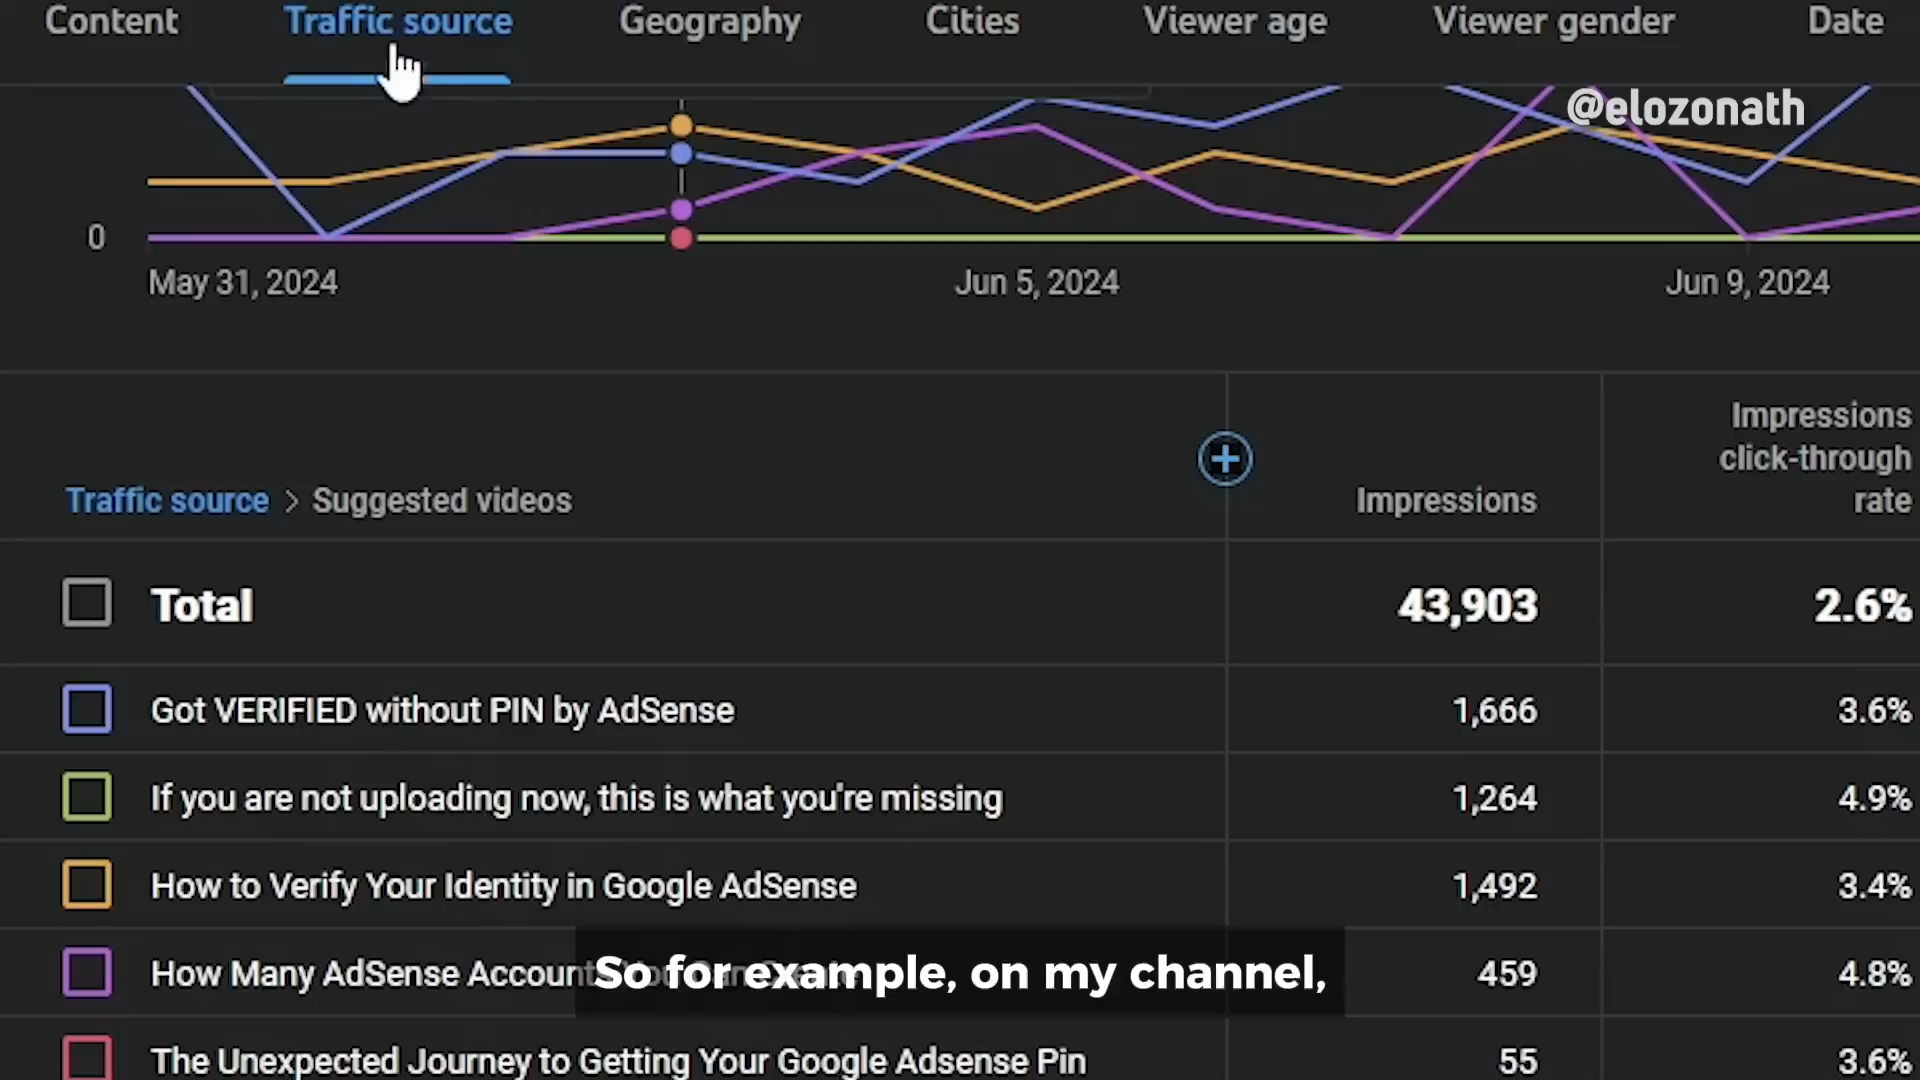 Content Traffic source Geography Cities Viewer age Viewer gender Date
@elozonath
0
May 31, 2024 Jun 5, 2024 Jun 9, 2024
Impressions
click-through
rate
Traffic source > Suggested videos Impressions
Total 43,903 2.6%
Got VERIFIED without PIN by AdSense 1,666 3.6%
If you are not uploading now, this is what you're missing 1,264 4.9%
How to Verify Your Identity in Google AdSense 1,492 3.4%
How Many AdSense Account 459 4.8%
So for example, on my channel,
The Unexpected Journey to Getting Your Google Adsense Pin 55 3.6%